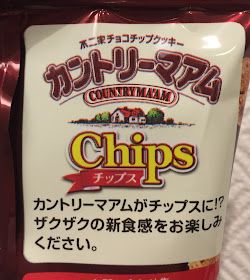 不二家チョコチップクッキー
カントリーマアム
COUNTRY MA'AM
Chips
チップス
カントリーマアムがチップスに!?
ザクザクの新食感をお楽しみ
ください。